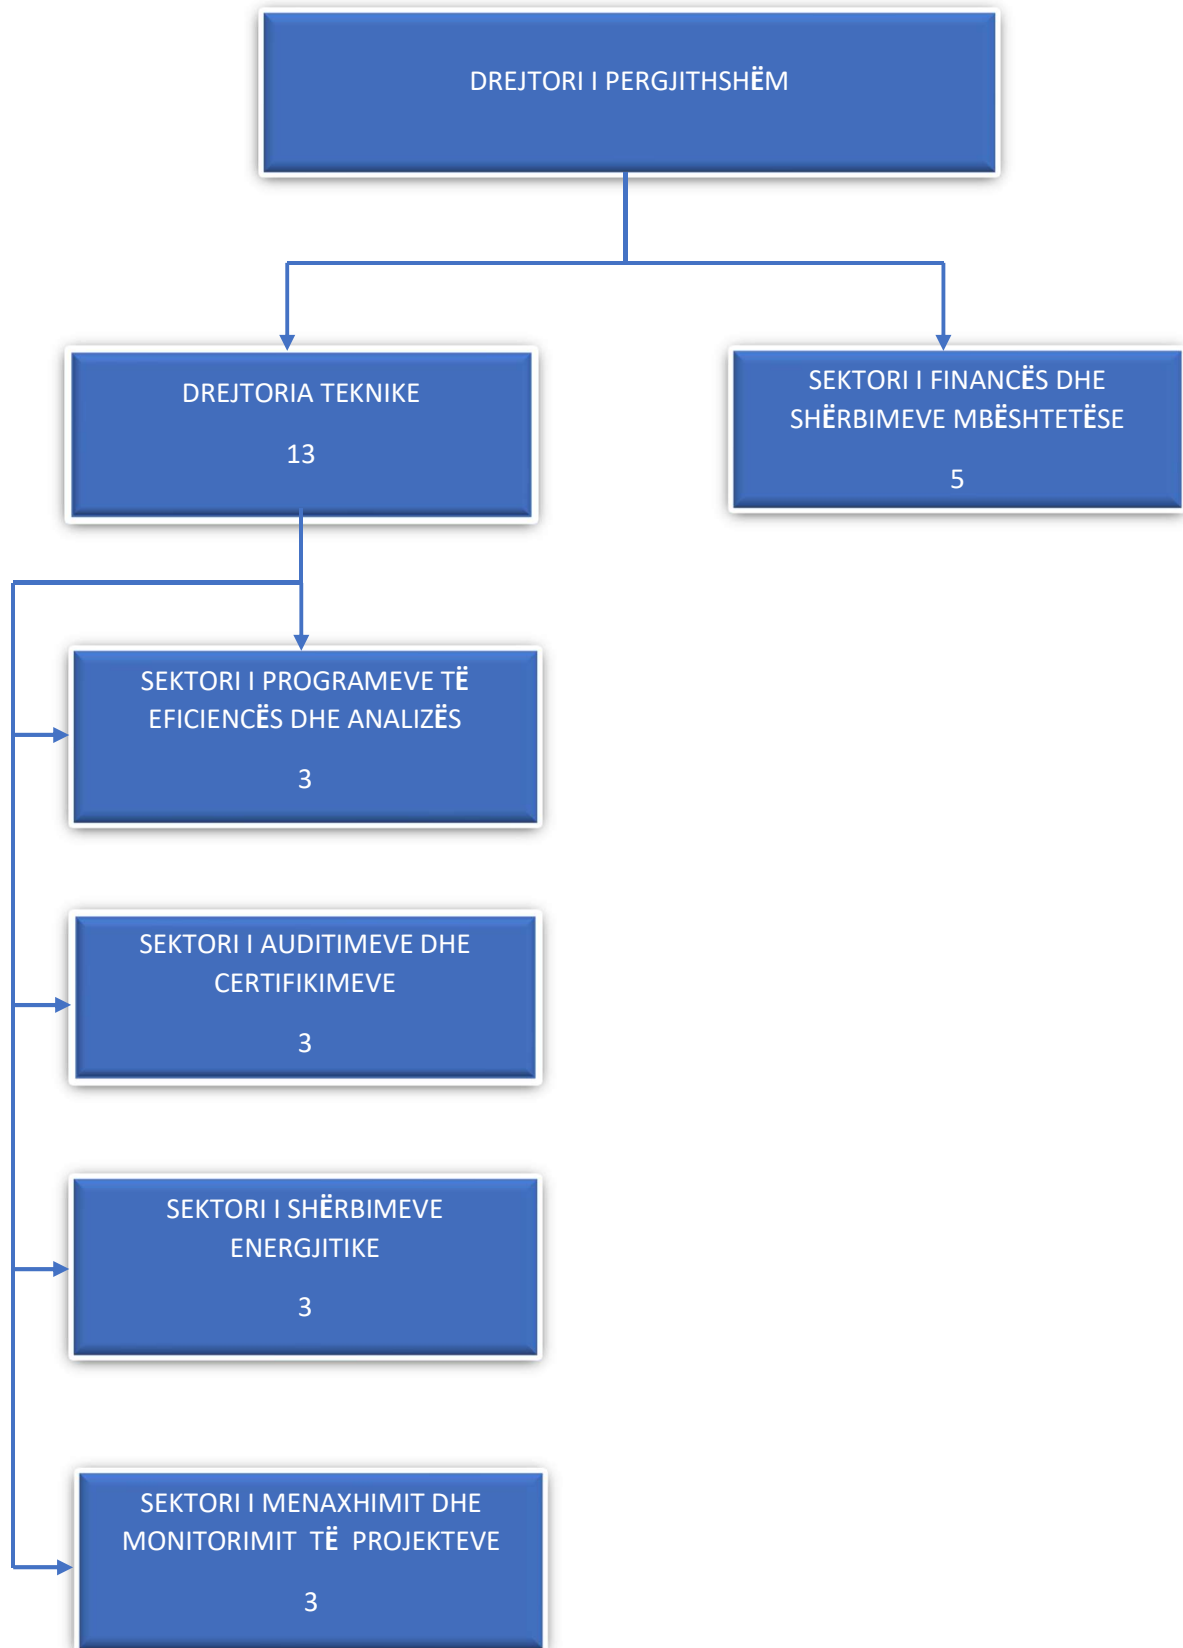 DREJTORI I PERGJITHSHËM
DREJTORIA TEKNIKE
13
SEKTORI I FINANCËS DHE
SHËRBIMEVE MBËSHTETËSE
5
SEKTORI I PROGRAMEVE TË
EFICIENCËS DHE ANALIZËS
3
SEKTORI I AUDITIMEVE DHE
CERTIFIKIMEVE
3
SEKTORI I SHËRBIMEVE
ENERGJITIKE
3
SEKTORI I MENAXHIMIT DHE
MONITORIMIT TË PROJEKTEVE
3